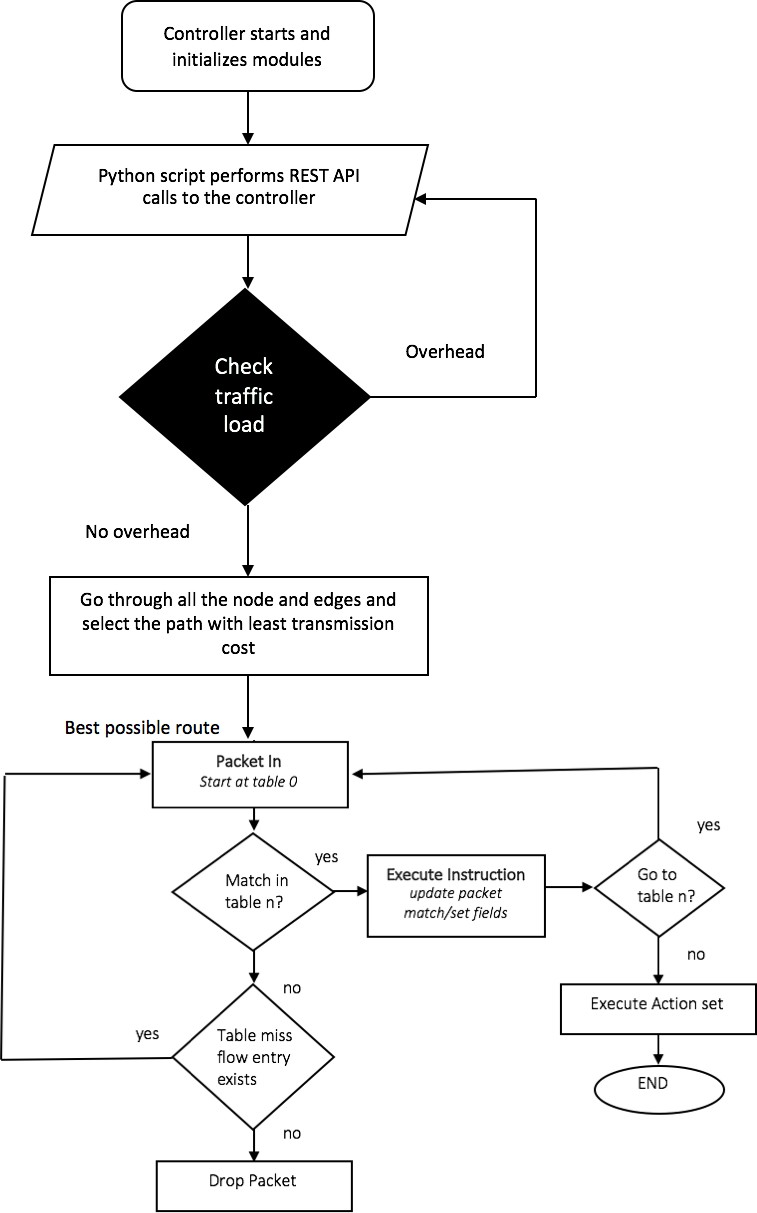 Controller starts and
initializes modules
Python script performs REST API
calls to the controller
Check
traffic
load
Overhead
No overhead
Go through all the node and edges and
select the path with least transmission
cost
Best possible route
Packet In
Start at table 0
Match in
table n?
yes
Execute Instruction
update packet
match/set fields
Go to
table n?
yes
no
Execute Action set
END
no
Table miss
flow entry
exists
yes
no
Drop Packet